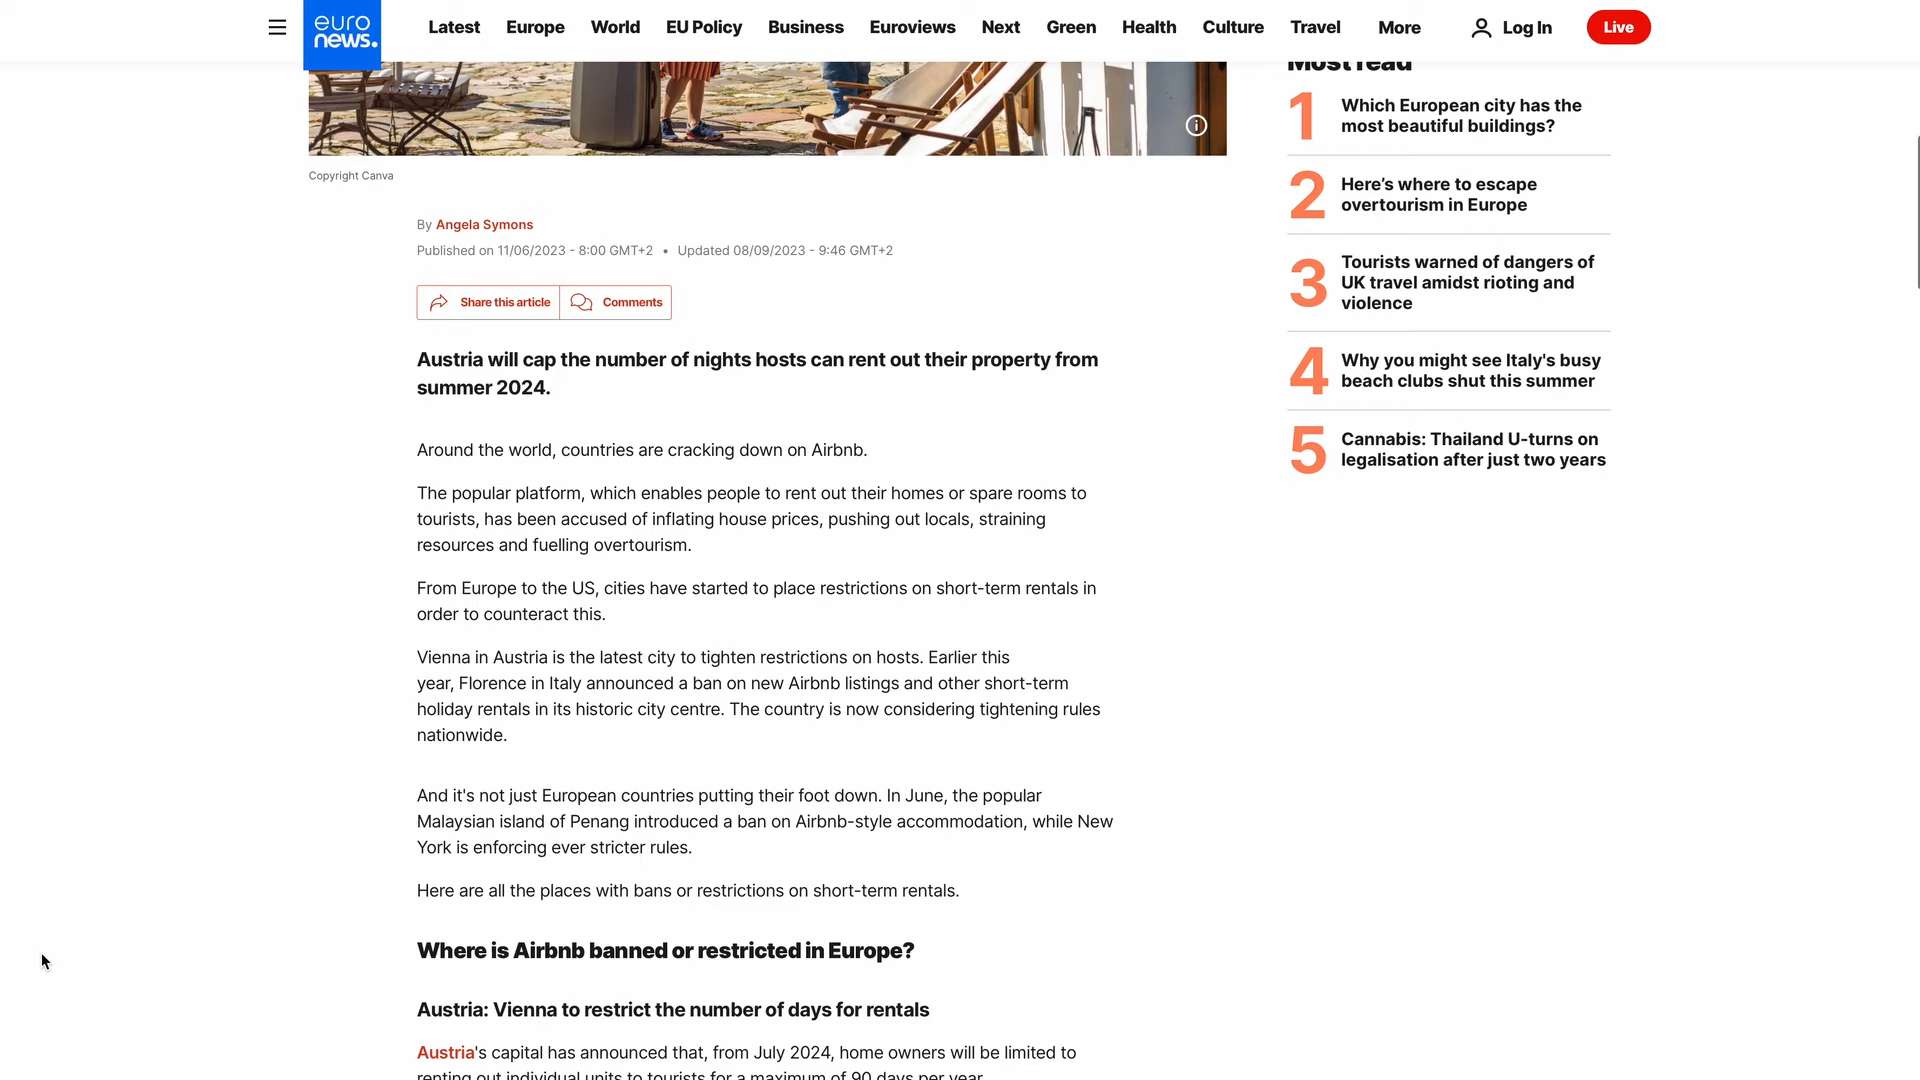 euro
news.
Latest
Europe
World
EU Policy
Business
Euroviews
Next
Green
Health
Culture
Travel
More
Log In
Live
Copyright Canva
By Angela Symons
Published on 11/06/2023 - 8:00 GMT+2 • Updated 08/09/2023 - 9:46 GMT+2
Share this article
Comments
Austria will cap the number of nights hosts can rent out their property from
summer 2024.
Around the world, countries are cracking down on Airbnb.
The popular platform, which enables people to rent out their homes or spare rooms to
tourists, has been accused of inflating house prices, pushing out locals, straining
resources and fuelling overtourism.
From Europe to the US, cities have started to place restrictions on short-term rentals in
order to counteract this.
Vienna in Austria is the latest city to tighten restrictions on hosts. Earlier this
year, Florence in Italy announced a ban on new Airbnb listings and other short-term
holiday rentals in its historic city centre. The country is now considering tightening rules
nationwide.
And it's not just European countries putting their foot down. In June, the popular
Malaysian island of Penang introduced a ban on Airbnb-style accommodation, while New
York is enforcing ever stricter rules.
Here are all the places with bans or restrictions on short-term rentals.
Where is Airbnb banned or restricted in Europe?
Austria: Vienna to restrict the number of days for rentals
Austria's capital has announced that, from July 2024, home owners will be limited to
renting out individual units to tourists for a maximum of 90 days per year.
Most read
1
Which European city has the
most beautiful buildings?
2
Here’s where to escape
overtourism in Europe
3
Tourists warned of dangers of
UK travel amidst rioting and
violence
4
Why you might see Italy's busy
beach clubs shut this summer
5
Cannabis: Thailand U-turns on
legalisation after just two years